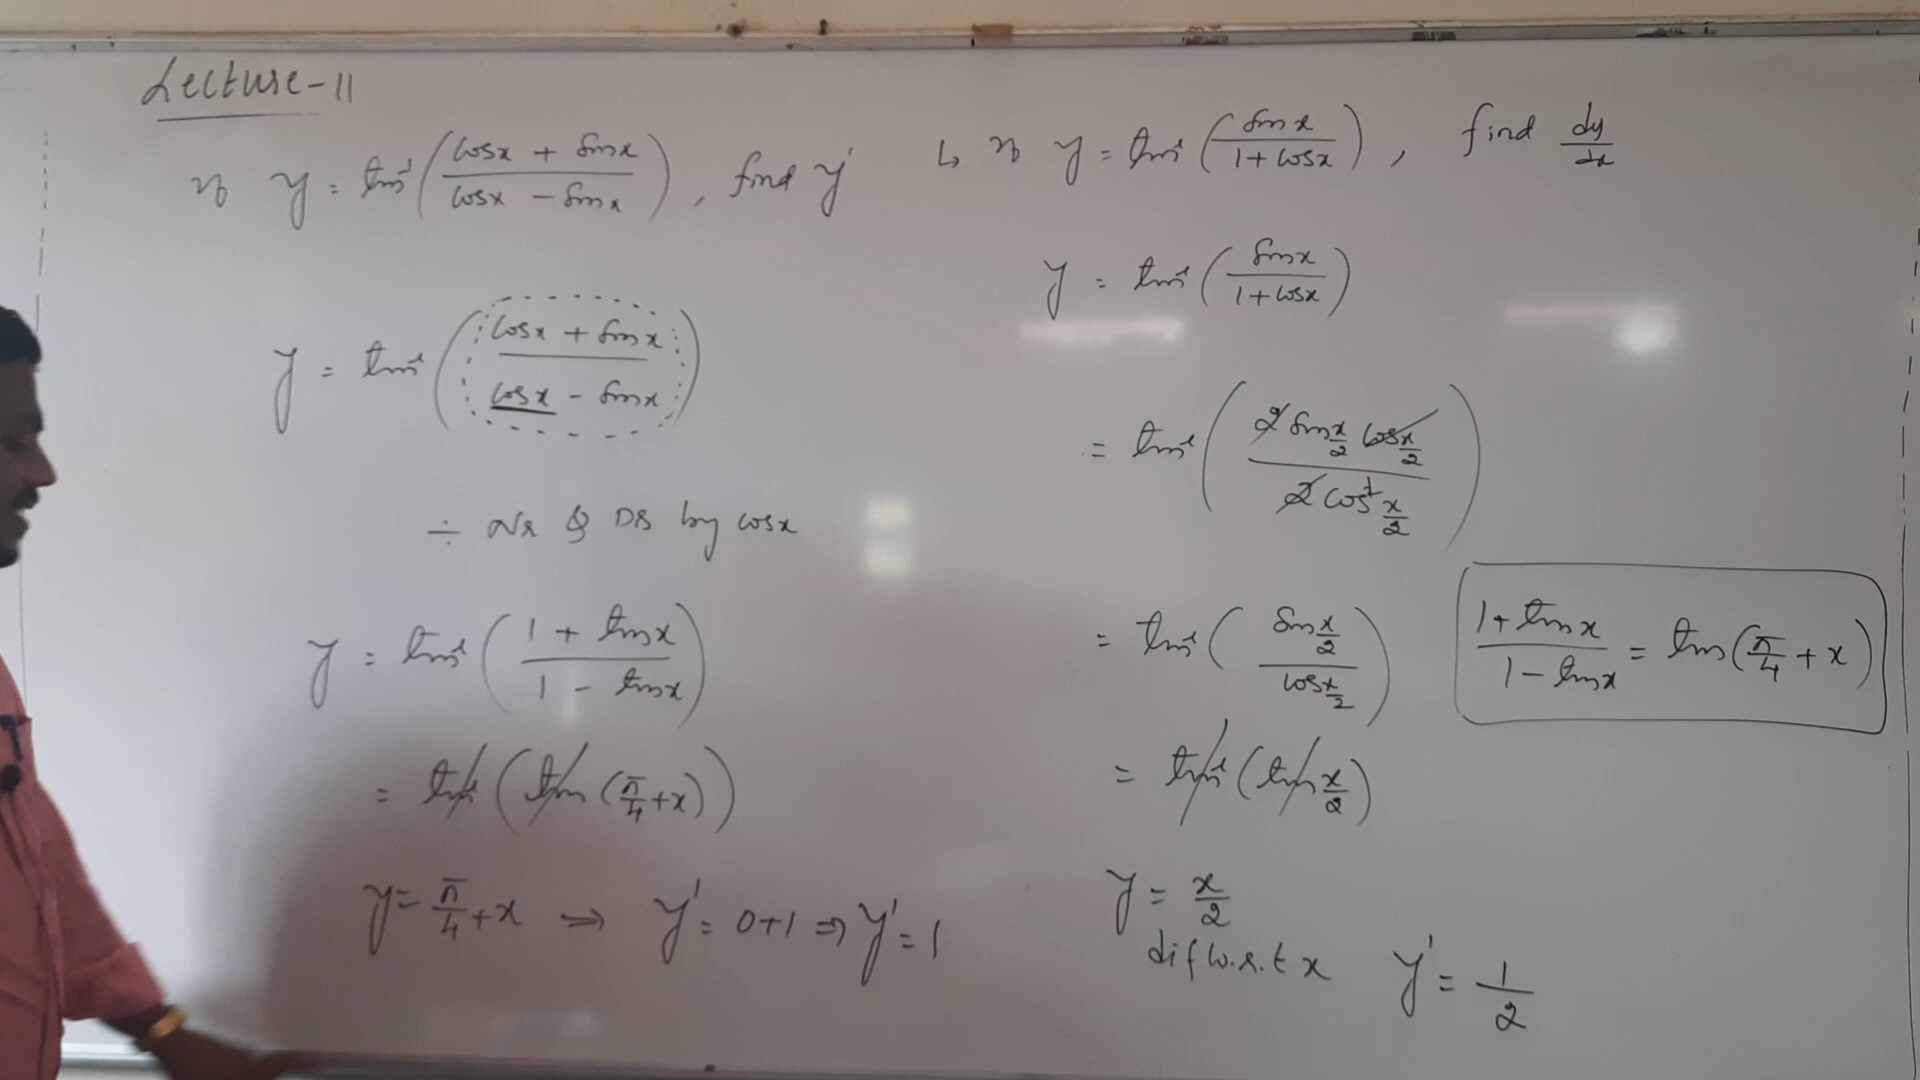 Lecture-11
If y = tan⁻¹((cosx + sinx)/(cosx - sinx)), find y'
y = tan⁻¹((cosx + sinx)/(cosx - sinx))
÷ Nr & Dr by cosx
y = tan⁻¹((1 + tanx)/(1 - tanx))
= tan⁻¹(tan(π/4 + x))
y = π/4 + x ⇒ y' = 0+1 ⇒ y' = 1
↳ If y = tan⁻¹(sinx/(1+cosx)), find dy/dx
y = tan⁻¹(sinx/(1+cosx))
= tan⁻¹((2 sin x/2 cos x/2)/(2 cos² x/2))
= tan⁻¹((sin x/2)/(cos x/2))
= tan⁻¹(tan x/2)
y = x/2
dif w.r.t x y' = 1/2
(1 + tanx)/(1 - tanx) = tan(π/4 + x)